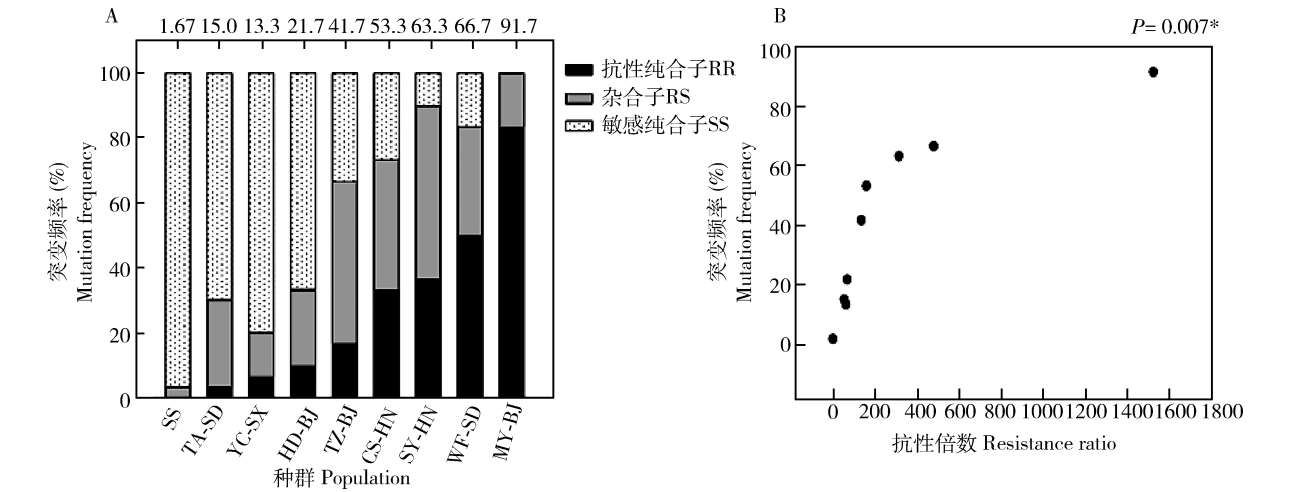 A
1.67 15.0 13.3 21.7 41.7 53.3 63.3 66.7 91.7
100
80
60
40
20
0
突变频率 (%)
Mutation frequency
SS
TA-SD
YC-SX
HD-BJ
TZ-BJ
CS-HN
SY-HN
WF-SD
MY-BJ
种群 Population
抗性纯合子RR
杂合子RS
敏感纯合子SS
B
P= 0.007*
100
80
60
40
20
0
突变频率 (%)
Mutation frequency
0 200 400 600 800 1000 1200 1400 1600 1800
抗性倍数 Resistance ratio